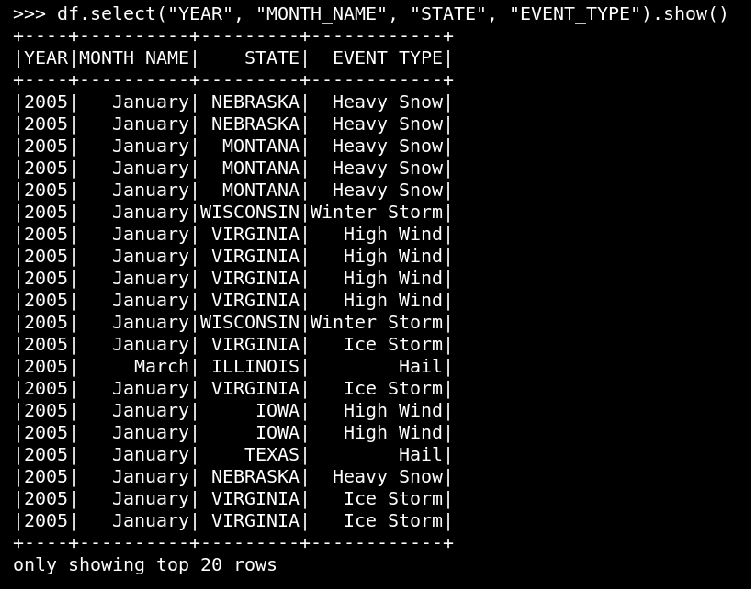 >>> df.select("YEAR", "MONTH_NAME", "STATE", "EVENT_TYPE").show()
+----+----------+---------+------------+
|YEAR|MONTH_NAME|    STATE|  EVENT_TYPE|
+----+----------+---------+------------+
|2005|   January| NEBRASKA|  Heavy Snow|
|2005|   January| NEBRASKA|  Heavy Snow|
|2005|   January|  MONTANA|  Heavy Snow|
|2005|   January|  MONTANA|  Heavy Snow|
|2005|   January|  MONTANA|  Heavy Snow|
|2005|   January|WISCONSIN|Winter Storm|
|2005|   January| VIRGINIA|   High Wind|
|2005|   January| VIRGINIA|   High Wind|
|2005|   January| VIRGINIA|   High Wind|
|2005|   January| VIRGINIA|   High Wind|
|2005|   January|WISCONSIN|Winter Storm|
|2005|   January| VIRGINIA|   Ice Storm|
|2005|     March| ILLINOIS|        Hail|
|2005|   January| VIRGINIA|   Ice Storm|
|2005|   January|     IOWA|   High Wind|
|2005|   January|     IOWA|   High Wind|
|2005|   January|    TEXAS|        Hail|
|2005|   January| NEBRASKA|  Heavy Snow|
|2005|   January| VIRGINIA|   Ice Storm|
|2005|   January| VIRGINIA|   Ice Storm|
+----+----------+---------+------------+
only showing top 20 rows